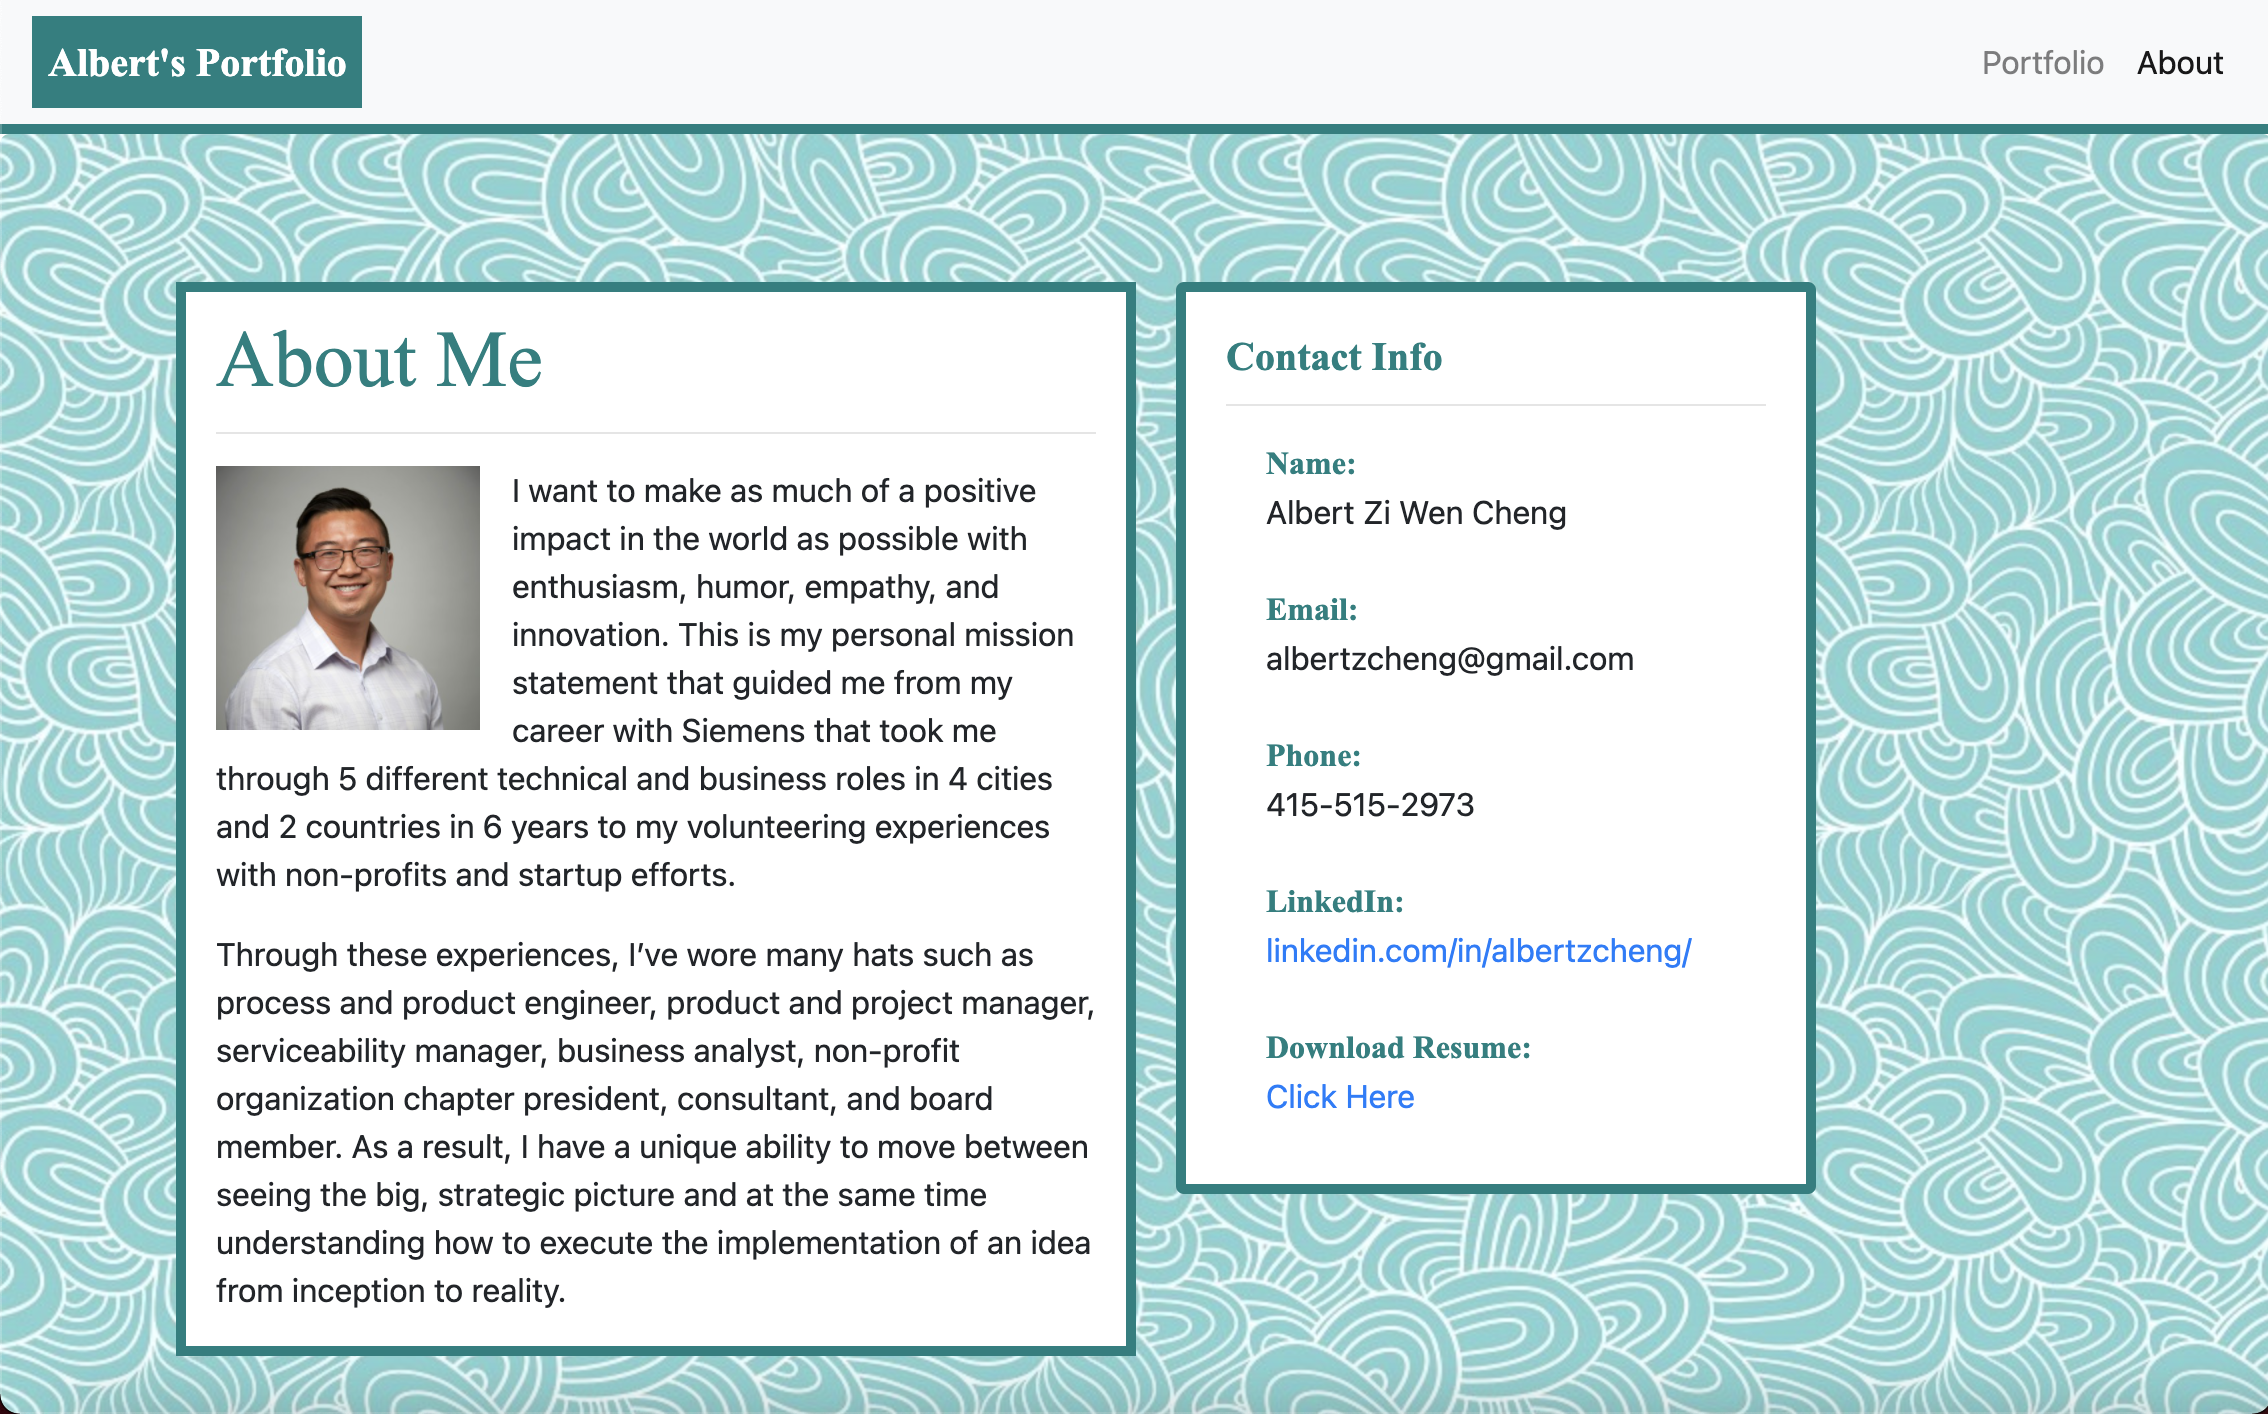 Albert's Portfolio
Portfolio
About
About Me
I want to make as much of a positive
impact in the world as possible with
enthusiasm, humor, empathy, and
innovation. This is my personal mission
statement that guided me from my
career with Siemens that took me
through 5 different technical and business roles in 4 cities
and 2 countries in 6 years to my volunteering experiences
with non-profits and startup efforts.
Through these experiences, I’ve wore many hats such as
process and product engineer, product and project manager,
serviceability manager, business analyst, non-profit
organization chapter president, consultant, and board
member. As a result, I have a unique ability to move between
seeing the big, strategic picture and at the same time
understanding how to execute the implementation of an idea
from inception to reality.
Contact Info
Name:
Albert Zi Wen Cheng
Email:
albertzcheng@gmail.com
Phone:
415-515-2973
LinkedIn:
linkedin.com/in/albertzcheng/
Download Resume:
Click Here